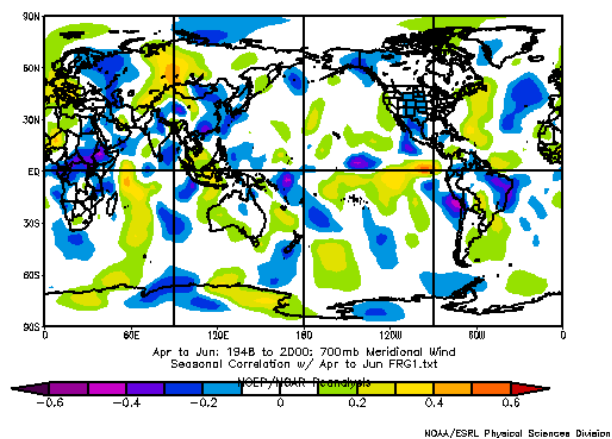 90N
60N
30N
EQ
30S
60S
90S
0 60E 120E 180 120W 60W 0
Apr to Jun: 1948 to 2000: 700mb Meridional Wind
Seasonal Correlation w/ Apr to Jun FRG1.txt
NCEP/NCAR Reanalysis
-0.6 -0.4 -0.2 0 0.2 0.4 0.6
NOAA/ESRL Physical Sciences Division